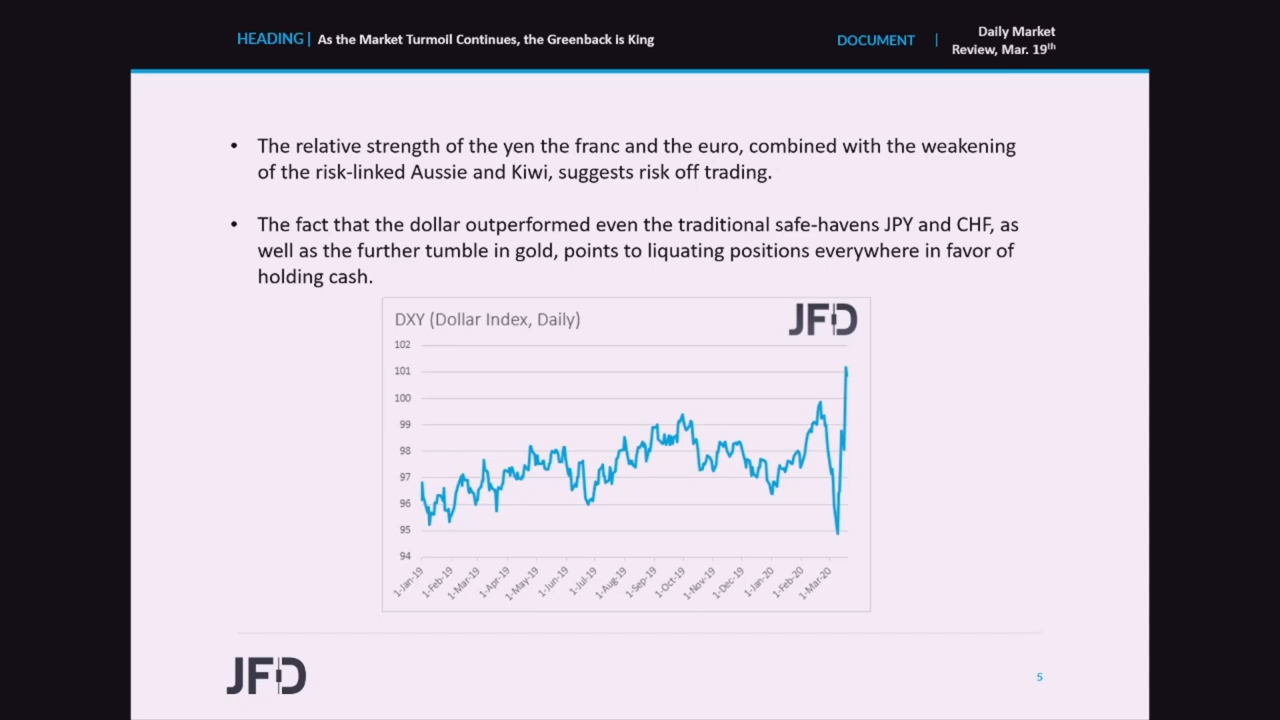 HEADING | As the Market Turmoil Continues, the Greenback is King
DOCUMENT |
Daily Market
Review, Mar. 19th
• The relative strength of the yen the franc and the euro, combined with the weakening
of the risk-linked Aussie and Kiwi, suggests risk off trading.
• The fact that the dollar outperformed even the traditional safe-havens JPY and CHF, as
well as the further tumble in gold, points to liquating positions everywhere in favor of
holding cash.
DXY (Dollar Index, Daily)
JFD
102
101
100
99
98
97
96
95
94
1-Jan-19
1-Feb-19
1-Mar-19
1-Apr-19
1-May-19
1-Jun-19
1-Jul-19
1-Aug-19
1-Sep-19
1-Oct-19
1-Nov-19
1-Dec-19
1-Jan-20
1-Feb-20
1-Mar-20
JFD
5